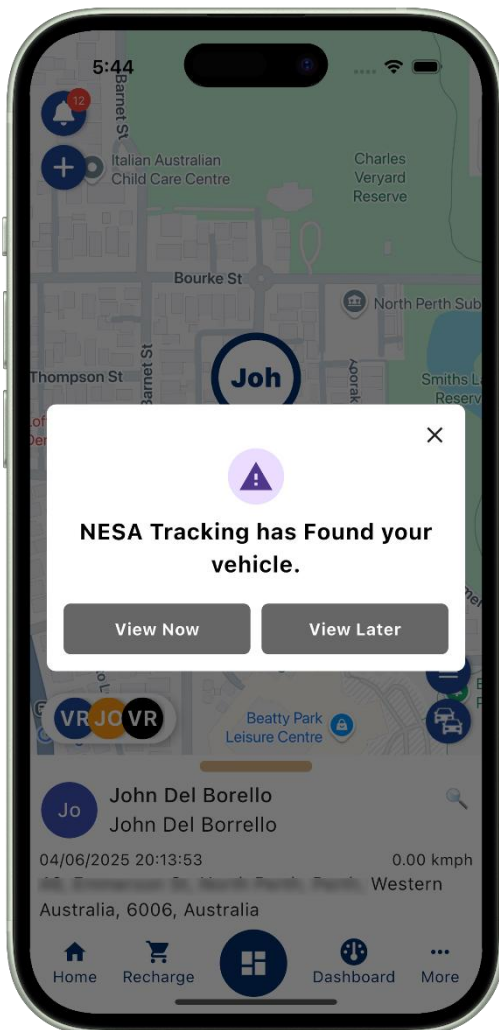 5:44
12
Barnet St
Italian Australian
Child Care Centre
Charles
Veryard
Reserve
Bourke St
North Perth Sub
Thompson St
Barnet St
Joh
Smiths L
Reserv
NESA Tracking has Found your
vehicle.
View Now
View Later
VR
JO
VR
Beatty Park
Leisure Centre
Jo
John Del Borello
John Del Borrello
04/06/2025 20:13:53
0.00 kmph
Western
Australia, 6006, Australia
Home
Recharge
Dashboard
More